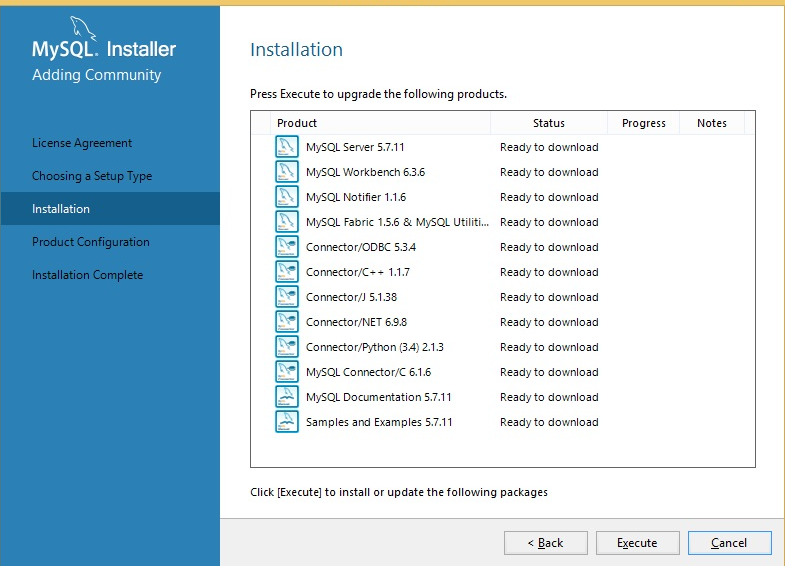 MySQL. Installer
Adding Community
License Agreement
Choosing a Setup Type
Installation
Product Configuration
Installation Complete
Installation
Press Execute to upgrade the following products.
Product Status Progress Notes
MySQL Server 5.7.11 Ready to download
MySQL Workbench 6.3.6 Ready to download
MySQL Notifier 1.1.6 Ready to download
MySQL Fabric 1.5.6 & MySQL Utiliti... Ready to download
Connector/ODBC 5.3.4 Ready to download
Connector/C++ 1.1.7 Ready to download
Connector/J 5.1.38 Ready to download
Connector/NET 6.9.8 Ready to download
Connector/Python (3.4) 2.1.3 Ready to download
MySQL Connector/C 6.1.6 Ready to download
MySQL Documentation 5.7.11 Ready to download
Samples and Examples 5.7.11 Ready to download
Click [Execute] to install or update the following packages
< Back Execute Cancel